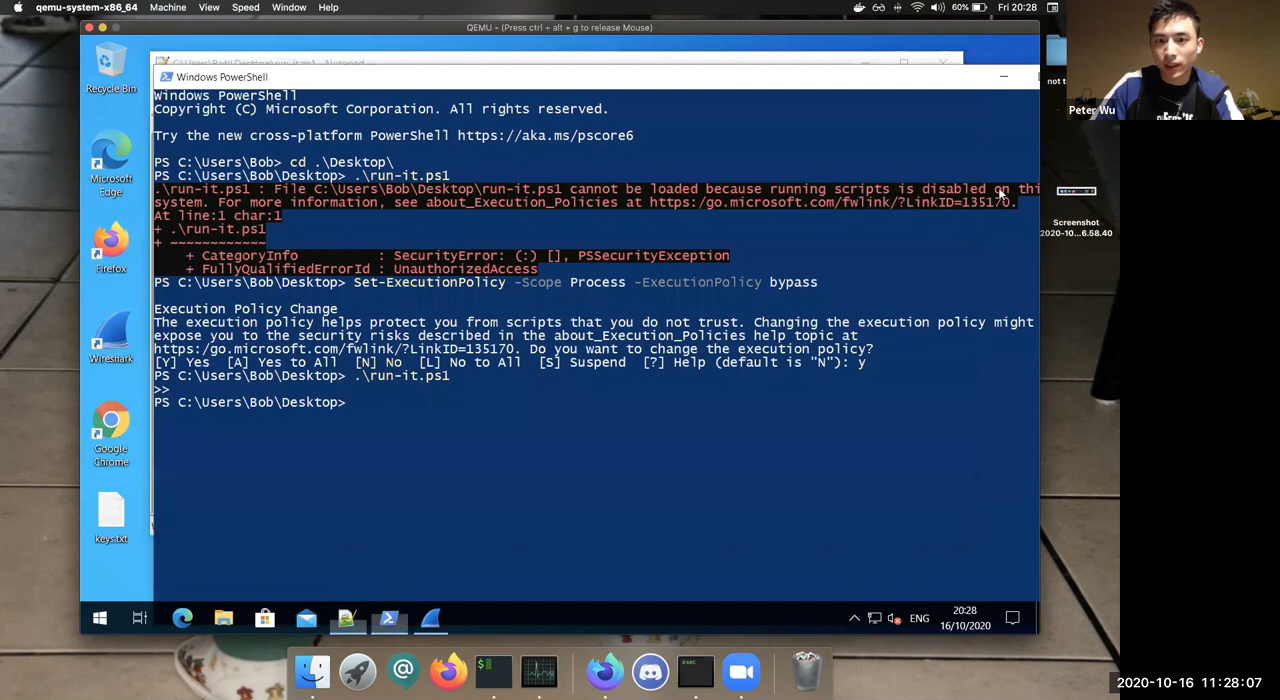 qemu-system-x86_64 Machine View Speed Window Help
60% Fri 20:28
QEMU - (Press ctrl + alt + g to release Mouse)
Recycle Bin
Windows PowerShell
not t
Peter Wu
Windows PowerShell
Copyright (C) Microsoft Corporation. All rights reserved.
Try the new cross-platform PowerShell https://aka.ms/pscore6
PS C:\Users\Bob> cd .\Desktop\
PS C:\Users\Bob\Desktop> .\run-it.ps1
.\run-it.ps1 : File C:\Users\Bob\Desktop\run-it.ps1 cannot be loaded because running scripts is disabled on thi
system. For more information, see about_Execution_Policies at https:/go.microsoft.com/fwlink/?LinkID=135170.
At line:1 char:1
+ .\run-it.ps1
+ ~~~~~~~~~~~~
+ CategoryInfo : SecurityError: (:) [], PSSecurityException
+ FullyQualifiedErrorId : UnauthorizedAccess
PS C:\Users\Bob\Desktop> Set-ExecutionPolicy -Scope Process -ExecutionPolicy bypass
Execution Policy Change
The execution policy helps protect you from scripts that you do not trust. Changing the execution policy might
expose you to the security risks described in the about_Execution_Policies help topic at
https:/go.microsoft.com/fwlink/?LinkID=135170. Do you want to change the execution policy?
[Y] Yes [A] Yes to All [N] No [L] No to All [S] Suspend [?] Help (default is "N"): y
PS C:\Users\Bob\Desktop> .\run-it.ps1
>>
PS C:\Users\Bob\Desktop>
Microsoft
Edge
Firefox
Wireshark
Google
Chrome
keys.txt
Screenshot
2020-10...6.58.40
ENG
20:28
16/10/2020
exec
2020-10-16 11:28:07